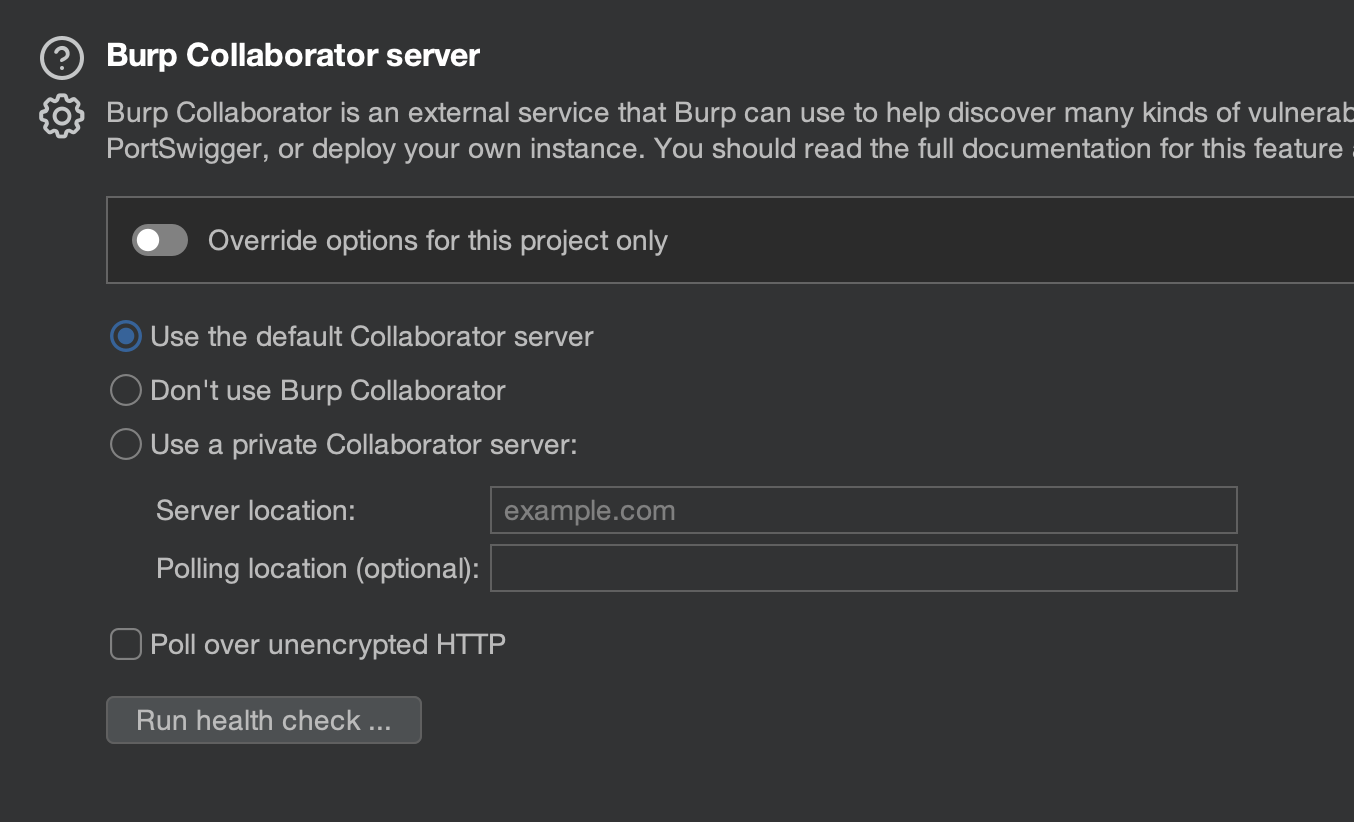 Burp Collaborator server
Burp Collaborator is an external service that Burp can use to help discover many kinds of
PortSwigger, or deploy your own instance. You should read the full documentation for this feature
Override options for this project only
Use the default Collaborator server
Don't use Burp Collaborator
Use a private Collaborator server:
Server location: example.com
Polling location (optional):
Poll over unencrypted HTTP
Run health check ...